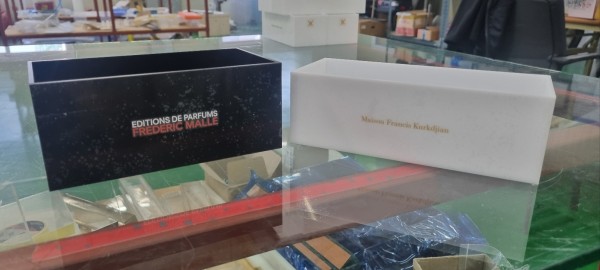 EDITIONS DE PARFUMS
FREDERIC MALLE
Maison Francis Kurkdjian